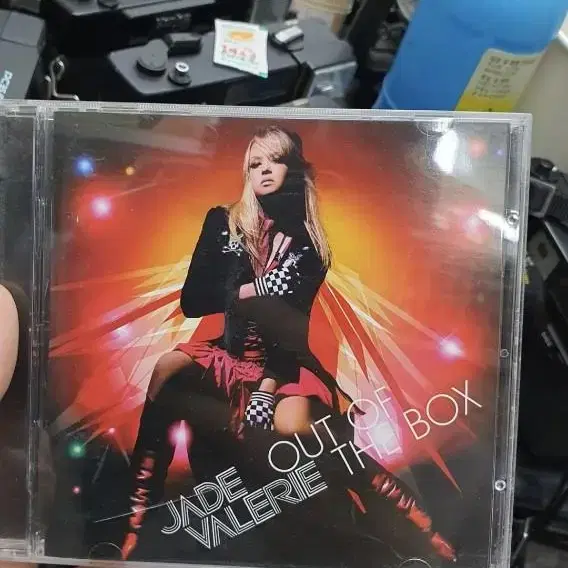 OUT OF
THE BOX
JADE
VALERIE